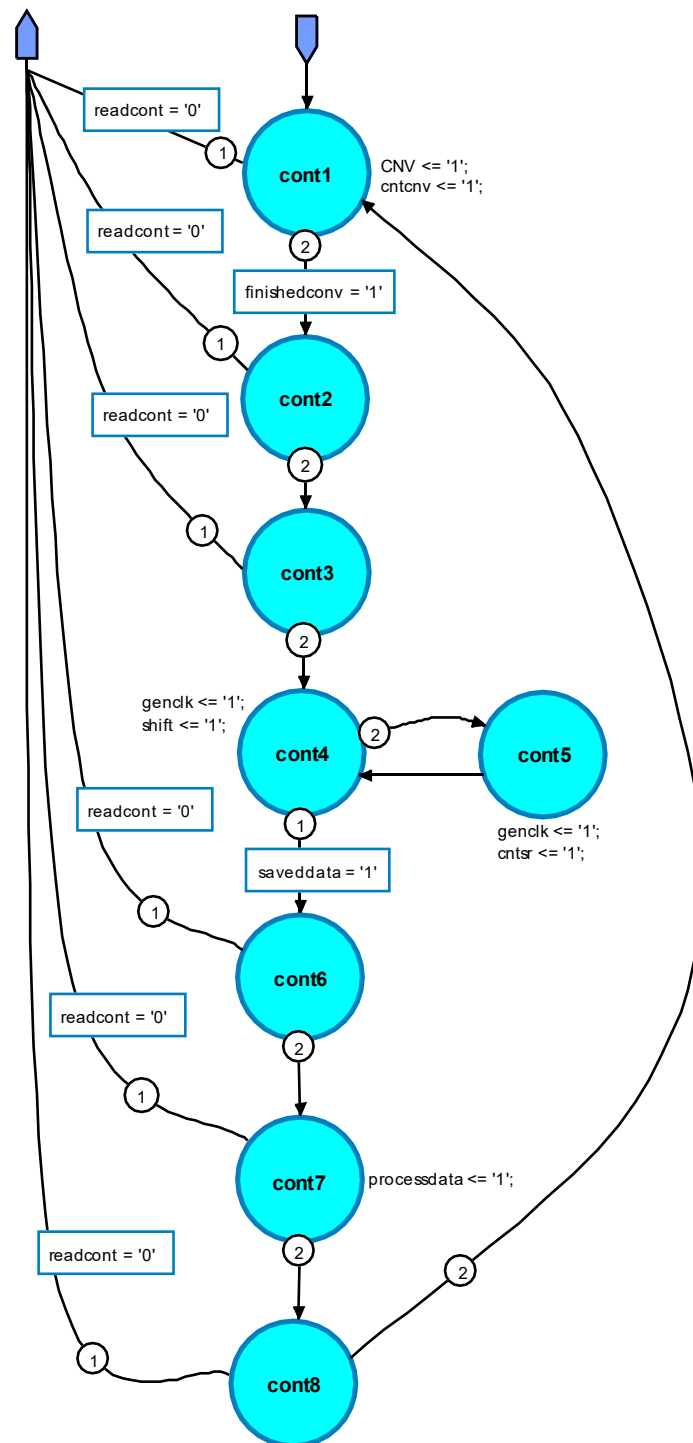 readcont = '0'
1
cont1
CNV <= '1';
cntcnv <= '1';
2
readcont = '0'
finishedconv = '1'
1
cont2
readcont = '0'
2
1
cont3
2
genclk <= '1';
shift <= '1';
2
cont4
cont5
readcont = '0'
1
genclk <= '1';
cntsr <= '1';
saveddata = '1'
1
cont6
readcont = '0'
2
1
cont7
processdata <= '1';
readcont = '0'
2
2
1
cont8